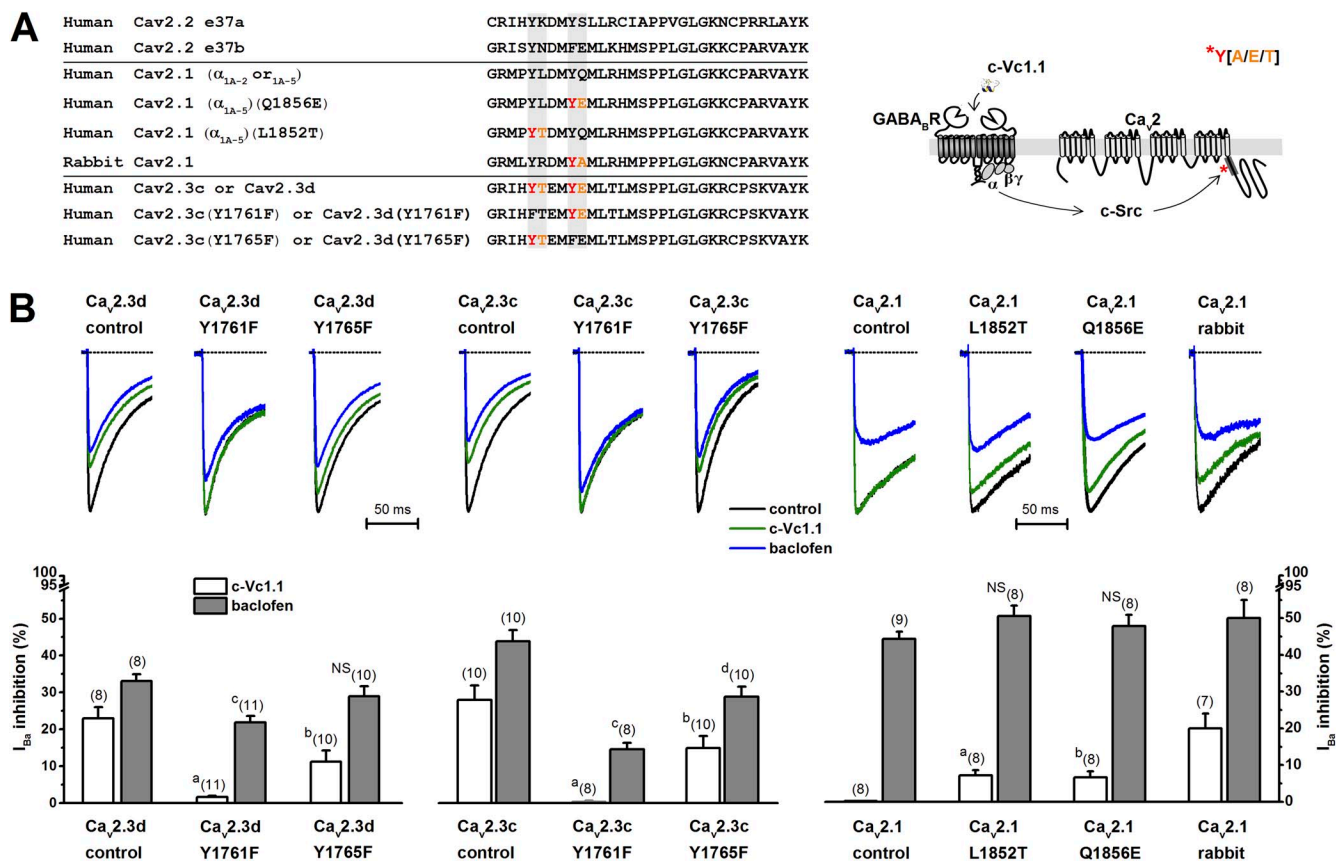 A
Human Cav2.2 e37a CRIHYKDMYSLLRCIAPPVGLGKNCPRRLAYK
Human Cav2.2 e37b GRISYNDMFEMLKHMSPPLGLGKKCPARVAYK
Human Cav2.1 (α1A-2 or 1A-5) GRMPYLDMYQMLRHMSPPLGLGKKCPARVAYK
Human Cav2.1 (α1A-5)(Q1856E) GRMPYLDMYEMLRHMSPPLGLGKKCPARVAYK
Human Cav2.1 (α1A-5)(L1852T) GRMPYTDMYQMLRHMSPPLGLGKKCPARVAYK
Rabbit Cav2.1 GRMLYRDMYAMLRHMPPPLGLGKKCPARVAYK
Human Cav2.3c or Cav2.3d GRIHYTEMYEMLTLMSPPLGLGKRCPSKVAYK
Human Cav2.3c(Y1761F) or Cav2.3d(Y1761F) GRIHFTEMYEMLTLMSPPLGLGKRCPSKVAYK
Human Cav2.3c(Y1765F) or Cav2.3d(Y1765F) GRIHYTEMFEMLTLMSPPLGLGKRCPSKVAYK
*Y[A/E/T]
c-Vc1.1
GABABR
Cav2
*
α βγ
c-Src
B
Cav2.3d control
Cav2.3d Y1761F
Cav2.3d Y1765F
Cav2.3c control
Cav2.3c Y1761F
Cav2.3c Y1765F
Cav2.1 control
Cav2.1 L1852T
Cav2.1 Q1856E
Cav2.1 rabbit
50 ms
control
c-Vc1.1
baclofen
50 ms
IBa inhibition (%)
100
95
50
40
30
20
10
0
c-Vc1.1
baclofen
(8)
(8)
a(11)
c(11)
b(10)
NS(10)
(10)
(10)
a(8)
c(8)
b(10)
d(10)
(8)
(9)
a(8)
NS(8)
b(8)
NS(8)
(7)
(8)
100
95
50
40
30
20
10
0
IBa inhibition (%)
Cav2.3d control
Cav2.3d Y1761F
Cav2.3d Y1765F
Cav2.3c control
Cav2.3c Y1761F
Cav2.3c Y1765F
Cav2.1 control
Cav2.1 L1852T
Cav2.1 Q1856E
Cav2.1 rabbit